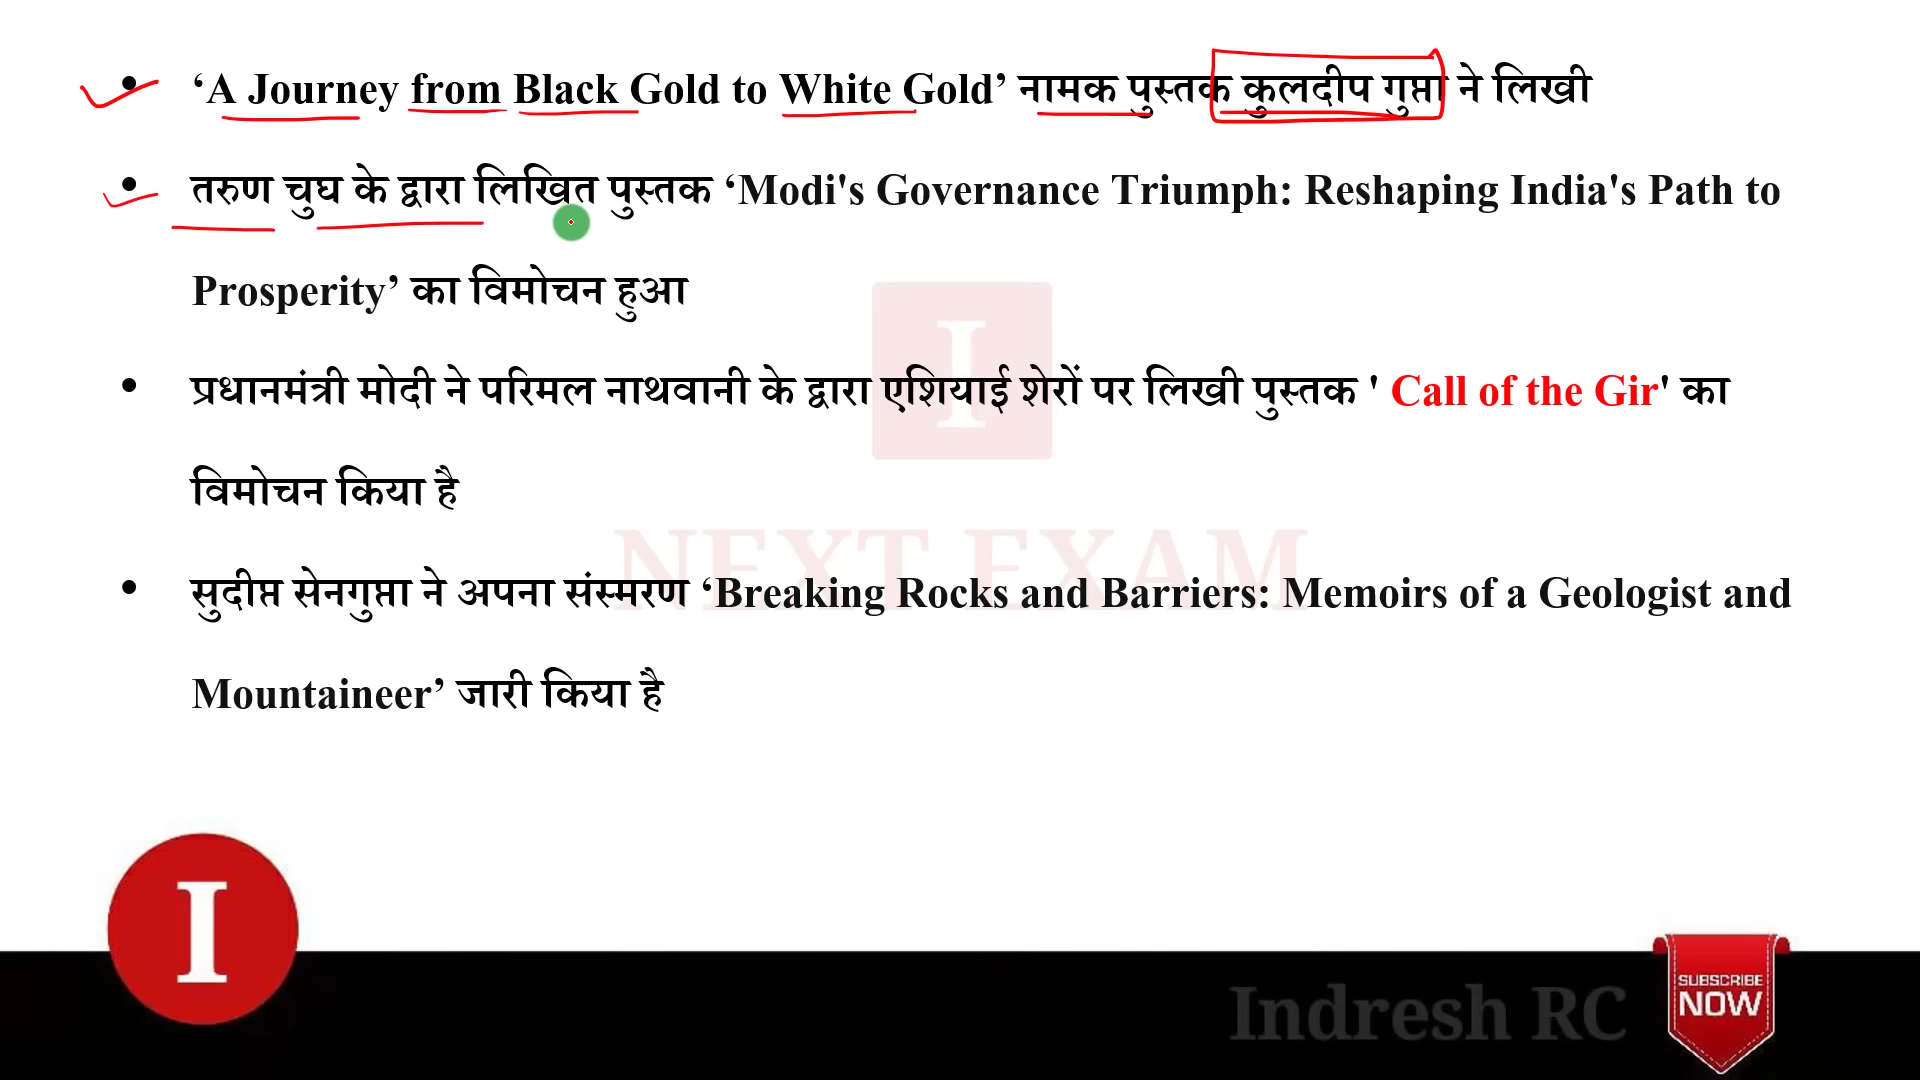 • ‘A Journey from Black Gold to White Gold’ नामक पुस्तक कुलदीप गुप्ता ने लिखी
• तरुण चुघ के द्वारा लिखित पुस्तक ‘Modi's Governance Triumph: Reshaping India's Path to
Prosperity’ का विमोचन हुआ
• प्रधानमंत्री मोदी ने परिमल नाथवानी के द्वारा एशियाई शेरों पर लिखी पुस्तक ' Call of the Gir' का
विमोचन किया है
• सुदीप्त सेनगुप्ता ने अपना संस्मरण ‘Breaking Rocks and Barriers: Memoirs of a Geologist and
Mountaineer’ जारी किया है
I
NEXT EXAM
I
Indresh RC
SUBSCRIBE
NOW